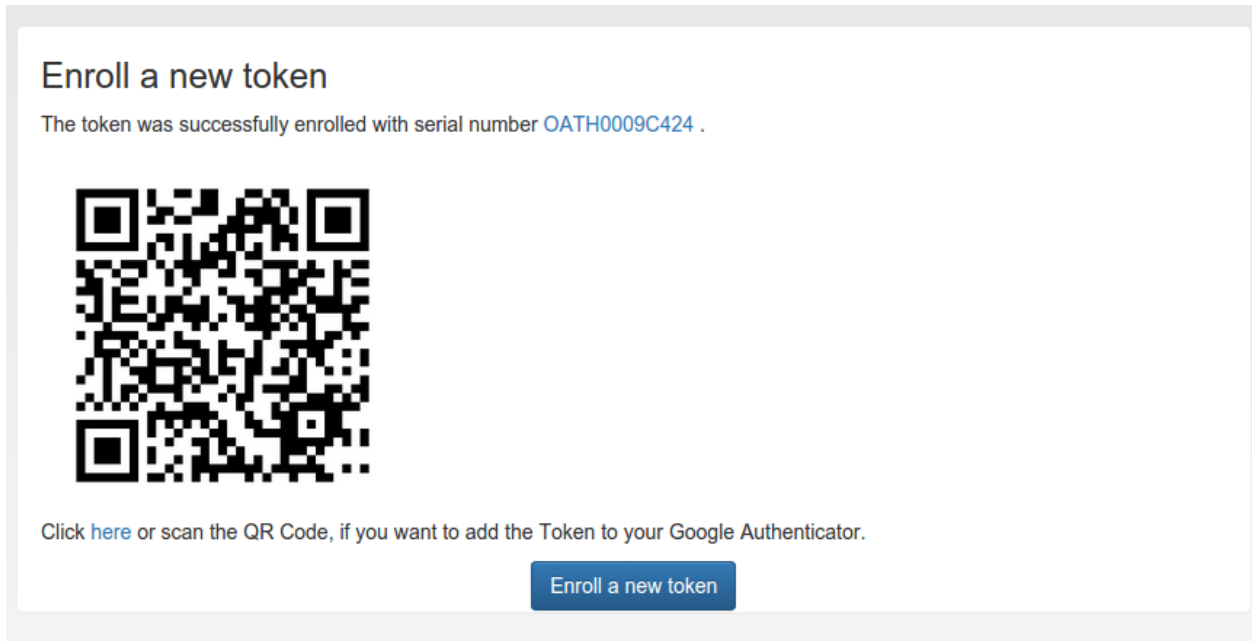 Enroll a new token
The token was successfully enrolled with serial number OATH0009C424 .
Click here or scan the QR Code, if you want to add the Token to your Google Authenticator.
Enroll a new token